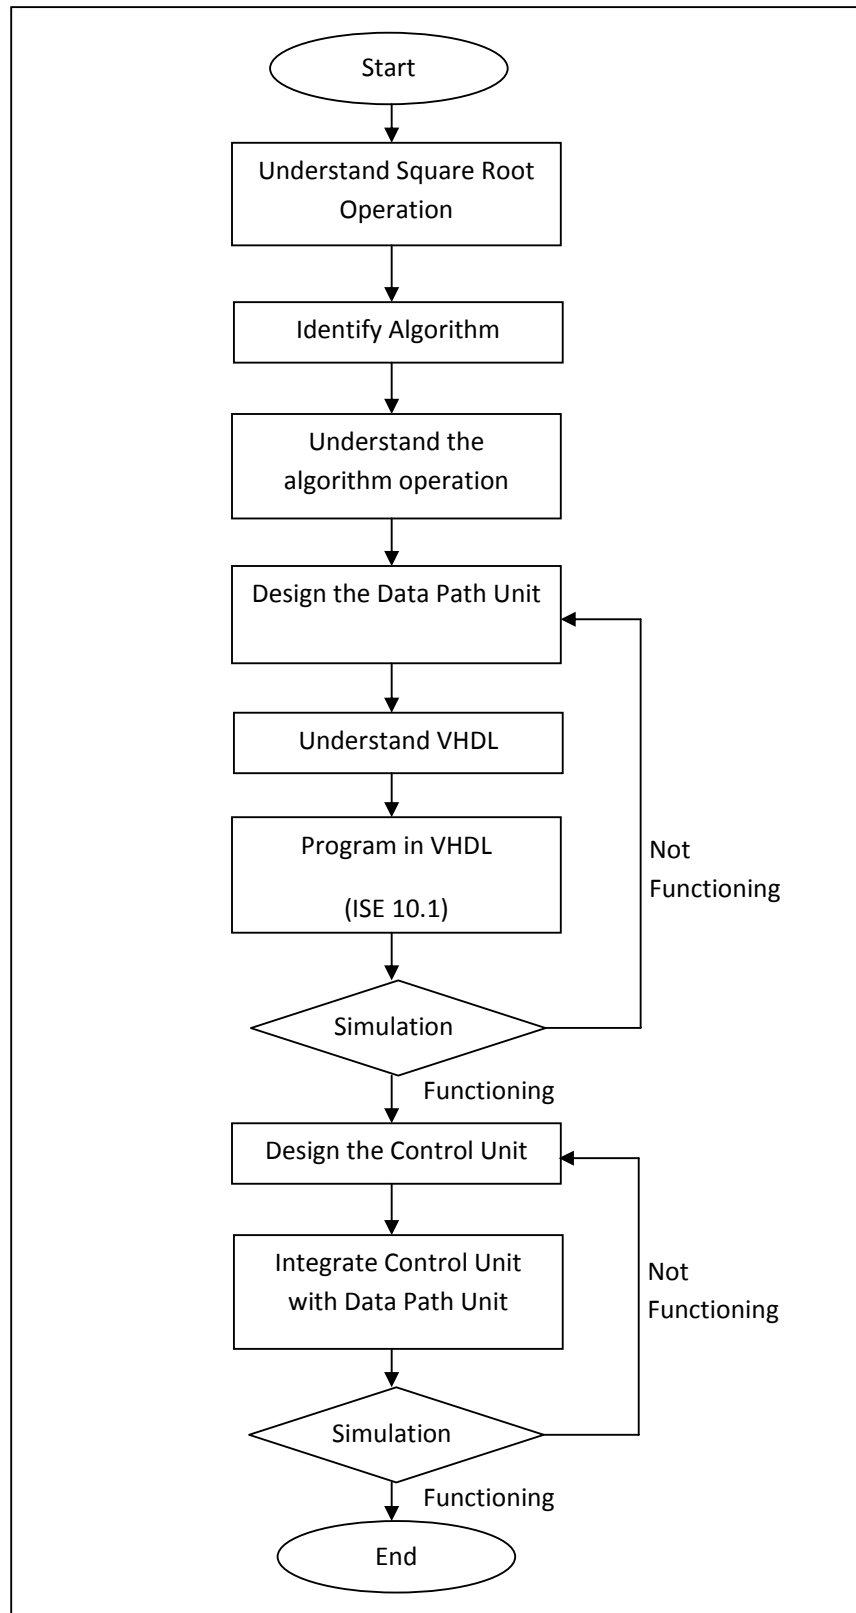 Start
Understand Square Root
Operation
Identify Algorithm
Understand the
algorithm operation
Design the Data Path Unit
Understand VHDL
Program in VHDL
(ISE 10.1)
Not
Functioning
Simulation
Functioning
Design the Control Unit
Integrate Control Unit
with Data Path Unit
Not
Functioning
Simulation
Functioning
End